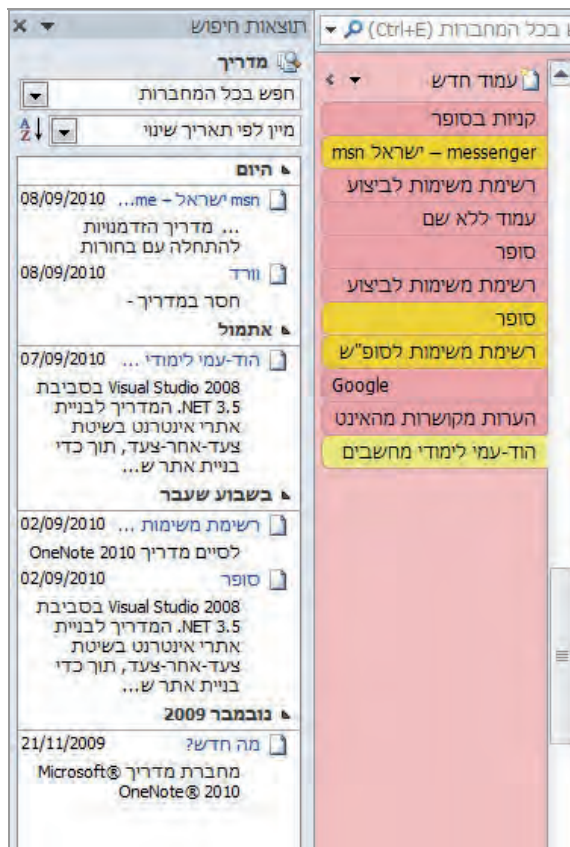 בכל המחברות (Ctrl+E)
עמוד חדש
קניות בסופר
messenger – ישראל msn
רשימת משימות לביצוע
עמוד ללא שם
סופר
רשימת משימות לביצוע
סופר
רשימת משימות לסופ"ש
Google
הערות מקושרות מהאינט
הוד-עמי לימודי מחשבים
תוצאות חיפוש
מדריך
חפש בכל המחברות
מיין לפי תאריך שינוי
היום
msn ישראל – me... 08/09/2010
... מדריך הזדמנויות
להתחלה עם בחורות
וורד 08/09/2010
חסר במדריך -
אתמול
הוד-עמי לימודי ... 07/09/2010
Visual Studio 2008 בסביבת
NET 3.5. המדריך לבניית
אתרי אינטרנט בשיטת
צעד-אחר-צעד, תוך כדי
בניית אתר ש...
בשבוע שעבר
רשימת משימות ... 02/09/2010
לסיים מדריך OneNote 2010
סופר 02/09/2010
Visual Studio 2008 בסביבת
NET 3.5. המדריך לבניית
אתרי אינטרנט בשיטת
צעד-אחר-צעד, תוך כדי
בניית אתר ש...
נובמבר 2009
מה חדש? 21/11/2009
מחברת מדריך Microsoft®
OneNote® 2010